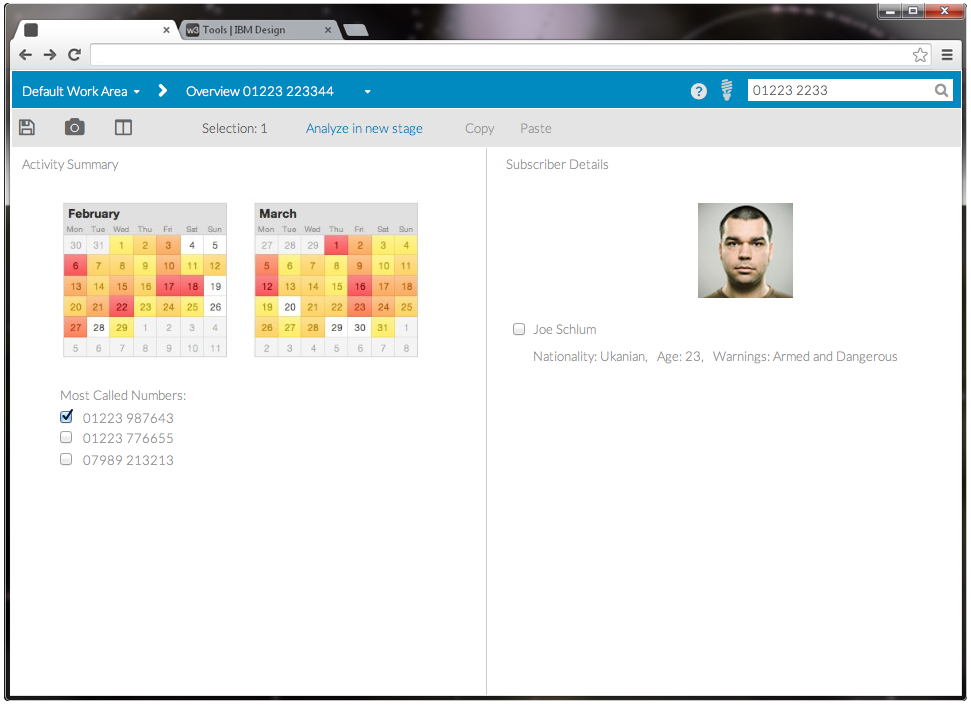 w3 Tools | IBM Design
Default Work Area Overview 01223 223344 ? 01223 2233
Selection: 1 Analyze in new stage Copy Paste
Activity Summary
Subscriber Details
February
Mon Tue Wed Thu Fri Sat Sun
30 31 1 2 3 4 5
6 7 8 9 10 11 12
13 14 15 16 17 18 19
20 21 22 23 24 25 26
27 28 29 1 2 3 4
5 6 7 8 9 10 11
March
Mon Tue Wed Thu Fri Sat Sun
27 28 29 1 2 3 4
5 6 7 8 9 10 11
12 13 14 15 16 17 18
19 20 21 22 23 24 25
26 27 28 29 30 31 1
2 3 4 5 6 7 8
Most Called Numbers:
01223 987643
01223 776655
07989 213213
Joe Schlum
Nationality: Ukanian, Age: 23, Warnings: Armed and Dangerous